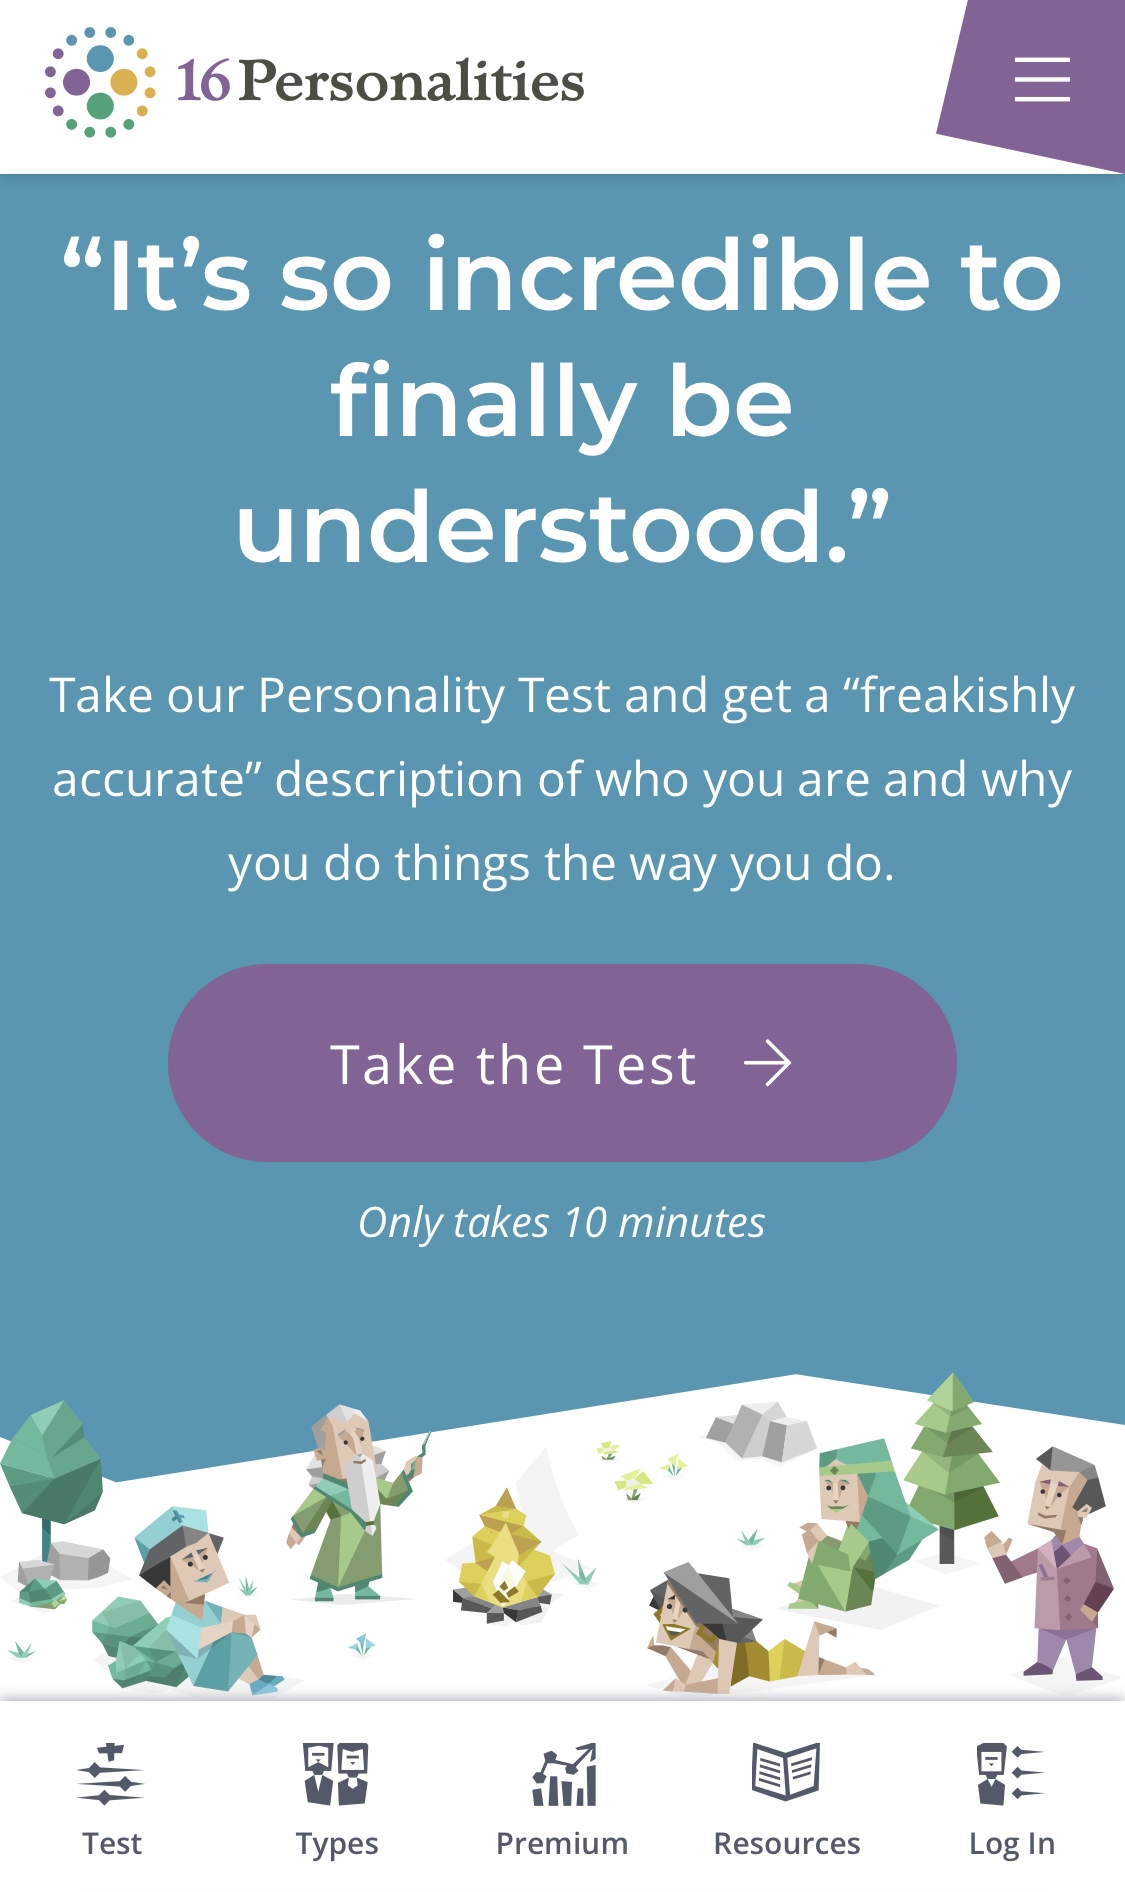 16Personalities
“It’s so incredible to
finally be
understood.”
Take our Personality Test and get a “freakishly
accurate” description of who you are and why
you do things the way you do.
Take the Test
Only takes 10 minutes
Test
Types
Premium
Resources
Log In